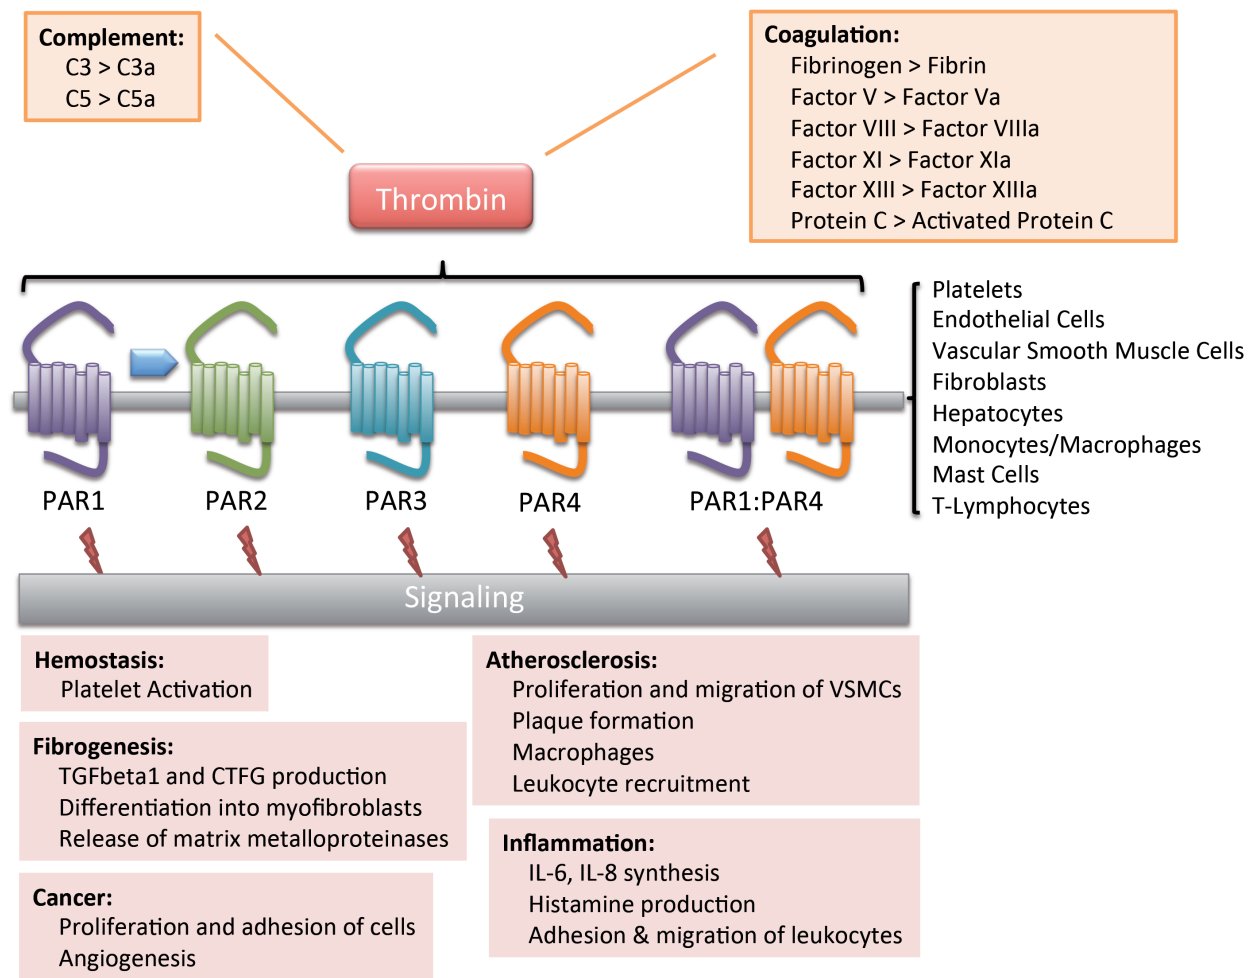 Complement:
C3 > C3a
C5 > C5a
Coagulation:
Fibrinogen > Fibrin
Factor V > Factor Va
Factor VIII > Factor VIIIa
Factor XI > Factor XIa
Factor XIII > Factor XIIIa
Protein C > Activated Protein C
Thrombin
Platelets
Endothelial Cells
Vascular Smooth Muscle Cells
Fibroblasts
Hepatocytes
Monocytes/Macrophages
Mast Cells
T-Lymphocytes
PAR1
PAR2
PAR3
PAR4
PAR1:PAR4
Signaling
Hemostasis:
Platelet Activation
Fibrogenesis:
TGFbeta1 and CTFG production
Differentiation into myofibroblasts
Release of matrix metalloproteinases
Cancer:
Proliferation and adhesion of cells
Angiogenesis
Atherosclerosis:
Proliferation and migration of VSMCs
Plaque formation
Macrophages
Leukocyte recruitment
Inflammation:
IL-6, IL-8 synthesis
Histamine production
Adhesion & migration of leukocytes